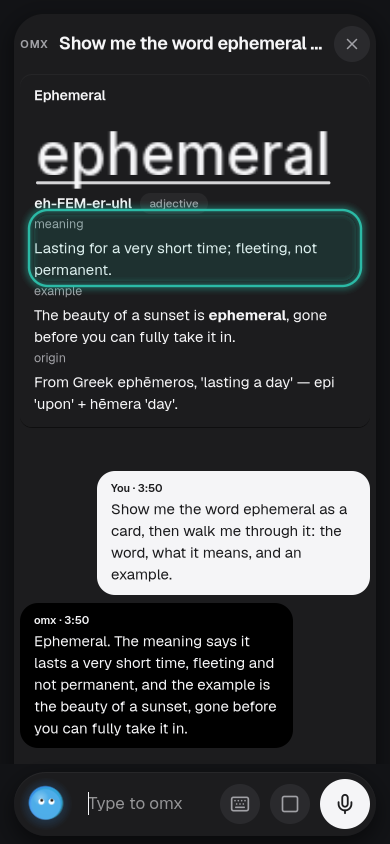 OMX Show me the word ephemeral ...
Ephemeral
ephemeral
eh-FEM-er-uhl adjective
meaning
Lasting for a very short time; fleeting, not
permanent.
example
The beauty of a sunset is ephemeral, gone
before you can fully take it in.
origin
From Greek ephēmeros, 'lasting a day' — epi
'upon' + hēmera 'day'.
You · 3:50
Show me the word ephemeral as a
card, then walk me through it: the
word, what it means, and an
example.
omx · 3:50
Ephemeral. The meaning says it
lasts a very short time, fleeting and
not permanent, and the example is
the beauty of a sunset, gone before
you can fully take it in.
Type to omx